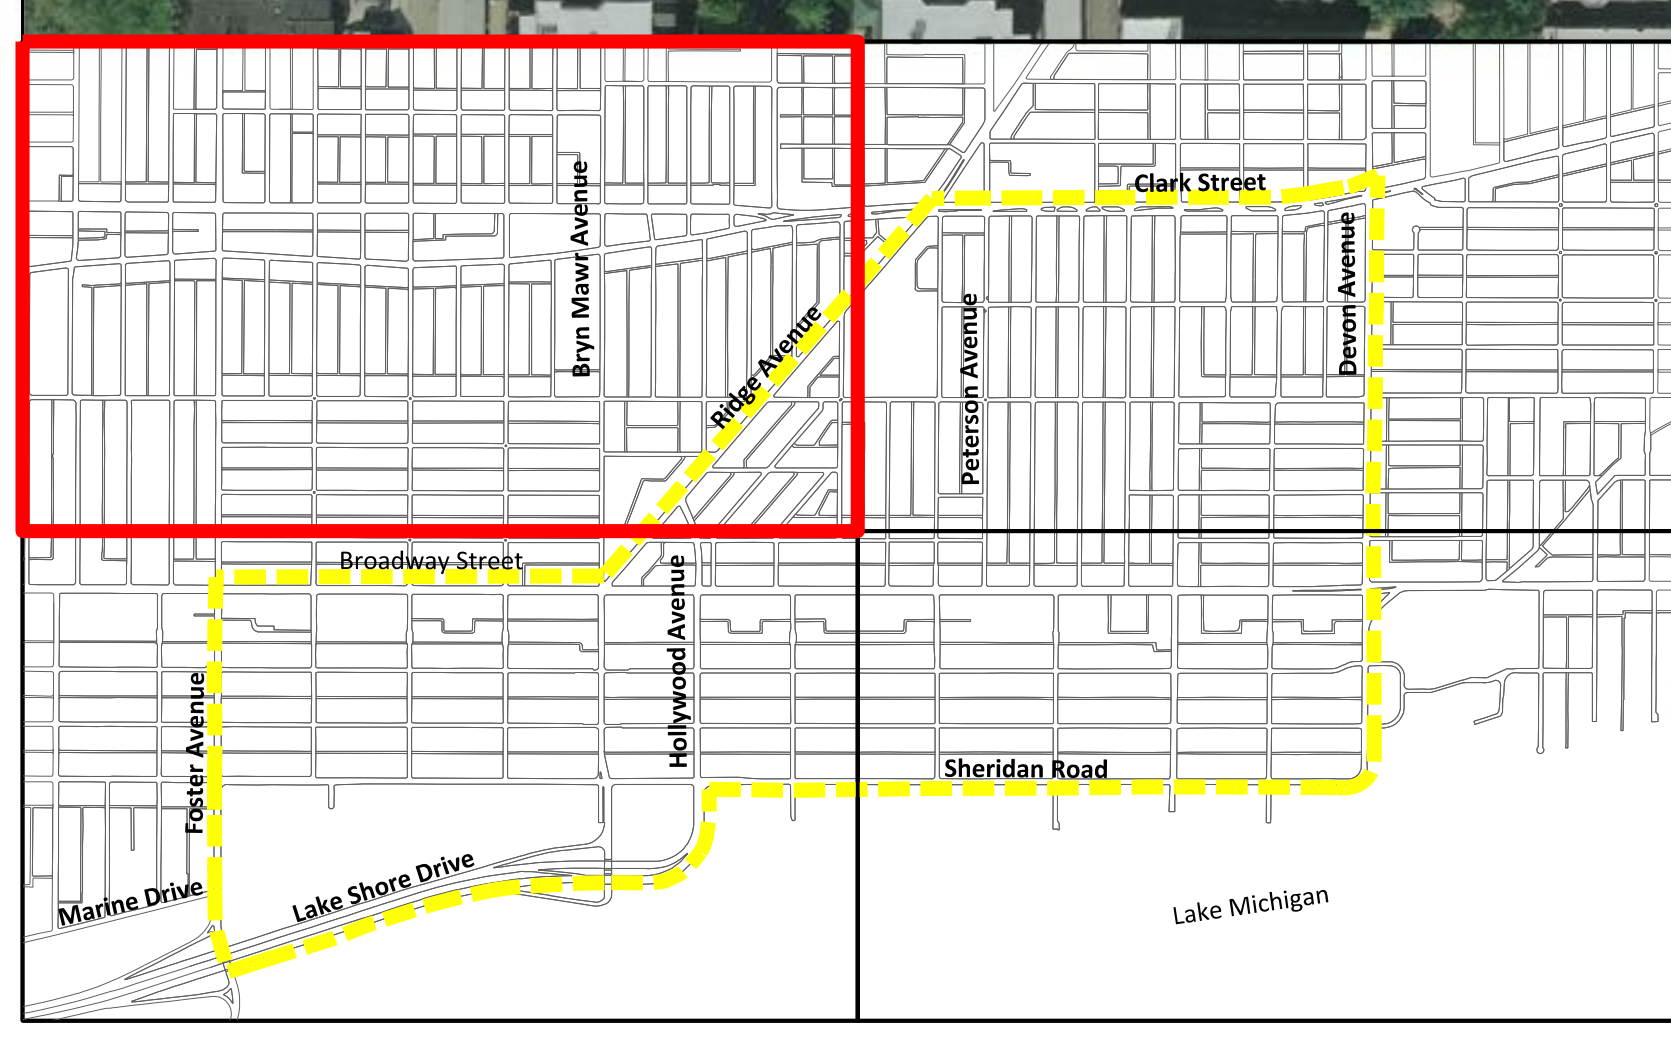 Clark Street
Bryn Mawr Avenue
Devon Avenue
Ridge Avenue
Peterson Avenue
Broadway Street
Hollywood Avenue
Foster Avenue
Sheridan Road
Lake Shore Drive
Marine Drive
Lake Michigan